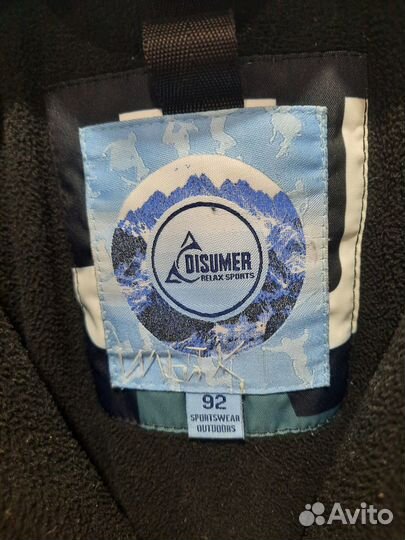 DISUMER
RELAX SPORTS
92
SPORTSWEAR
OUTDOORS
Avito